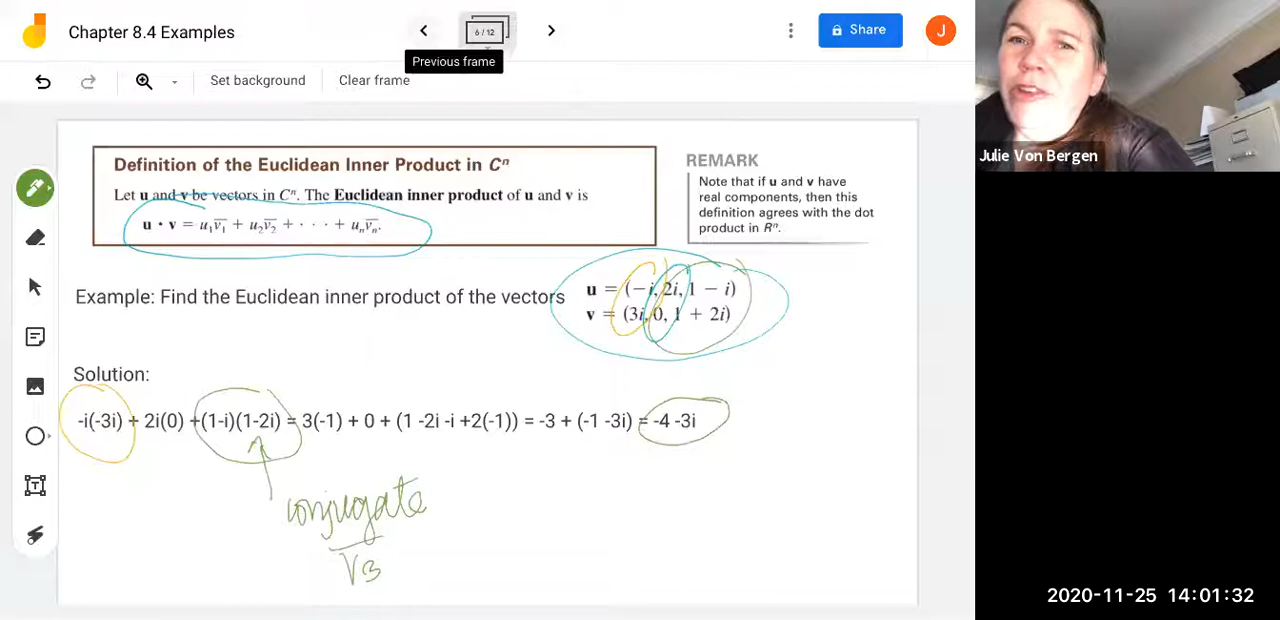 Chapter 8.4 Examples
6 / 12
Share
J
Previous frame
Set background
Clear frame
Definition of the Euclidean Inner Product in Cⁿ
Let u and v be vectors in Cⁿ. The Euclidean inner product of u and v is
u · v = u₁v̅₁ + u₂v̅₂ + · · · + uₙv̅ₙ.
REMARK
Note that if u and v have
real components, then this
definition agrees with the dot
product in Rⁿ.
Example: Find the Euclidean inner product of the vectors
u = (−i, 2i, 1 − i)
v = (3i, 0, 1 + 2i)
Solution:
-i(-3i) + 2i(0) +(1-i)(1-2i) = 3(-1) + 0 + (1 -2i -i +2(-1)) = -3 + (-1 -3i) = -4 -3i
conjugate
v̅3
Julie Von Bergen
2020-11-25 14:01:32